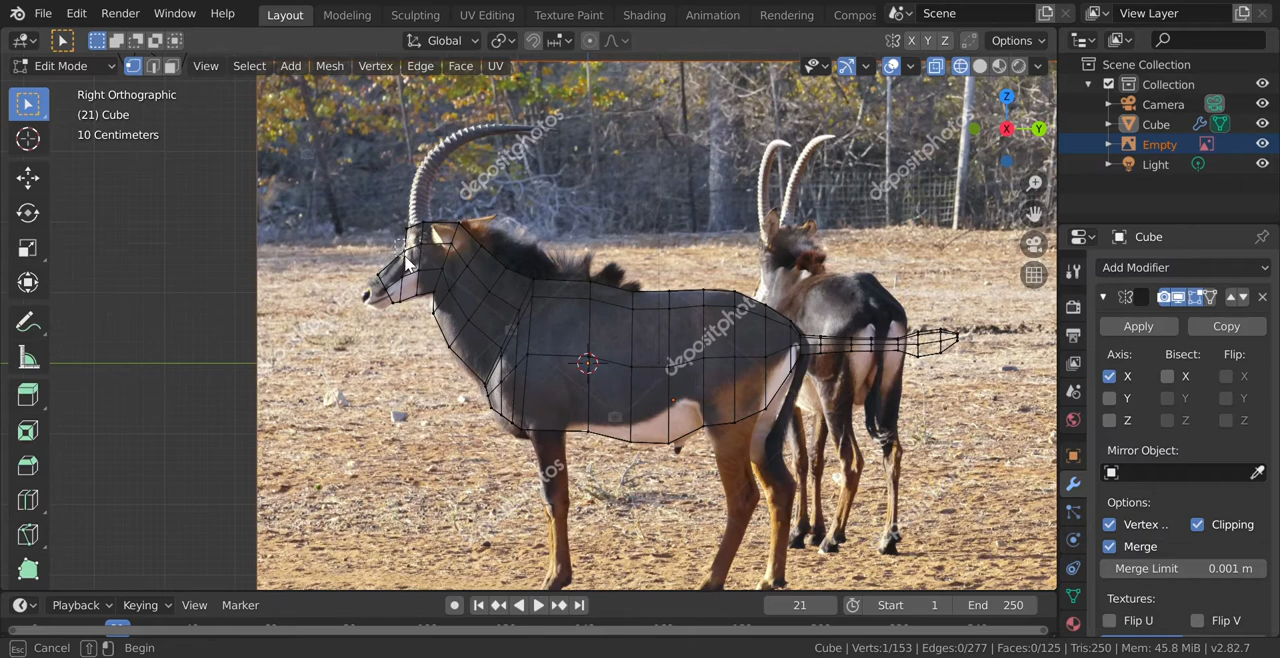 File Edit Render Window Help Layout Modeling Sculpting UV Editing Texture Paint Shading Animation Rendering Compos Scene View Layer
Global X Y Z Options
Edit Mode View Select Add Mesh Vertex Edge Face UV
Right Orthographic
(21) Cube
10 Centimeters
Z
X
Y
depositphotos
depositphotos
depositphotos
Scene Collection
Collection
Camera
Cube
Empty
Light
Cube
Add Modifier
Apply Copy
Axis: Bisect: Flip:
X X X
Y Y Y
Z Z Z
Mirror Object:
Options:
Vertex .. Clipping
Merge
Merge Limit 0.001 m
Textures:
Flip U Flip V
Playback Keying View Marker 21 Start 1 End 250
Esc Cancel Begin Cube | Verts:1/153 | Edges:0/277 | Faces:0/125 | Tris:250 | Mem: 45.8 MiB | v2.82.7